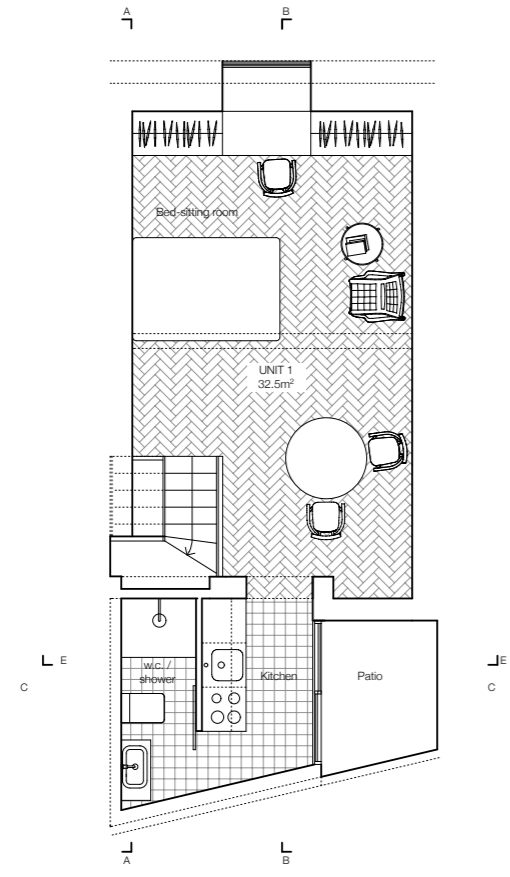 A
B
Bed-sitting room
UNIT 1
32.5m²
E
E
w.c. /
shower
Kitchen
Patio
C
C
A
B